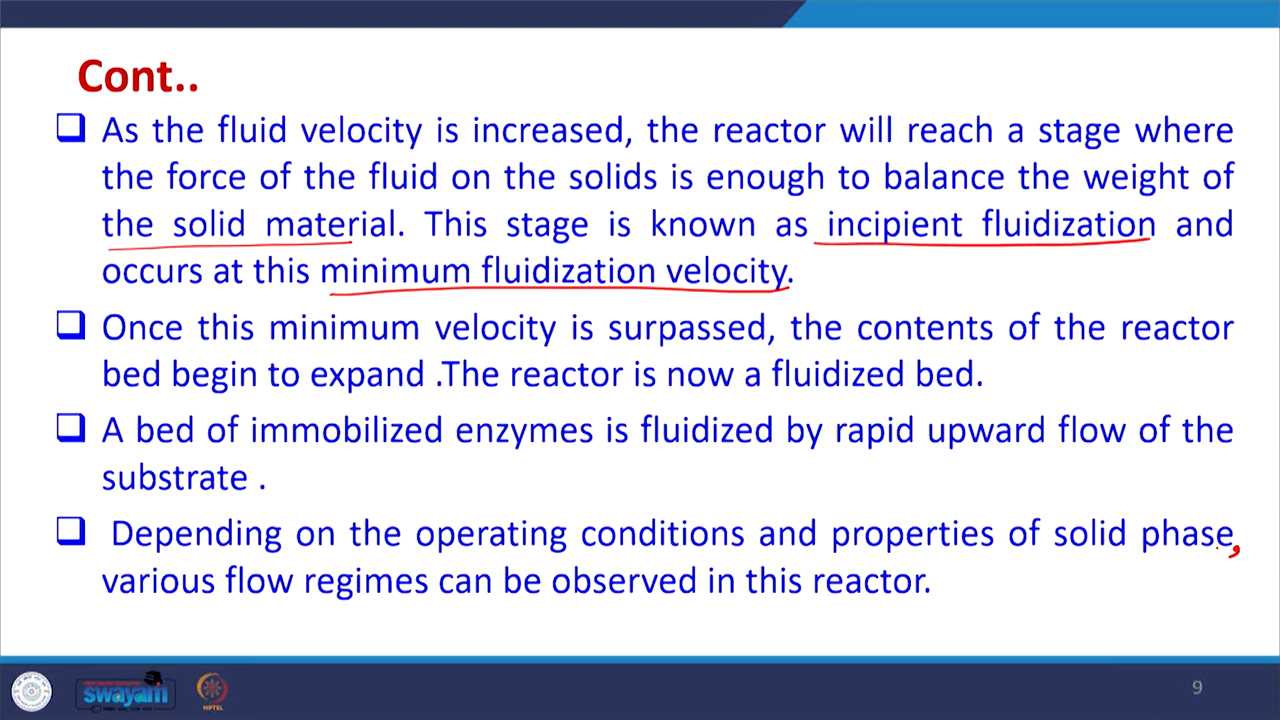 Cont..
❑ As the fluid velocity is increased, the reactor will reach a stage where
the force of the fluid on the solids is enough to balance the weight of
the solid material. This stage is known as incipient fluidization and
occurs at this minimum fluidization velocity.
❑ Once this minimum velocity is surpassed, the contents of the reactor
bed begin to expand .The reactor is now a fluidized bed.
❑ A bed of immobilized enzymes is fluidized by rapid upward flow of the
substrate .
❑ Depending on the operating conditions and properties of solid phase,
various flow regimes can be observed in this reactor.
swayam
NPTEL
9